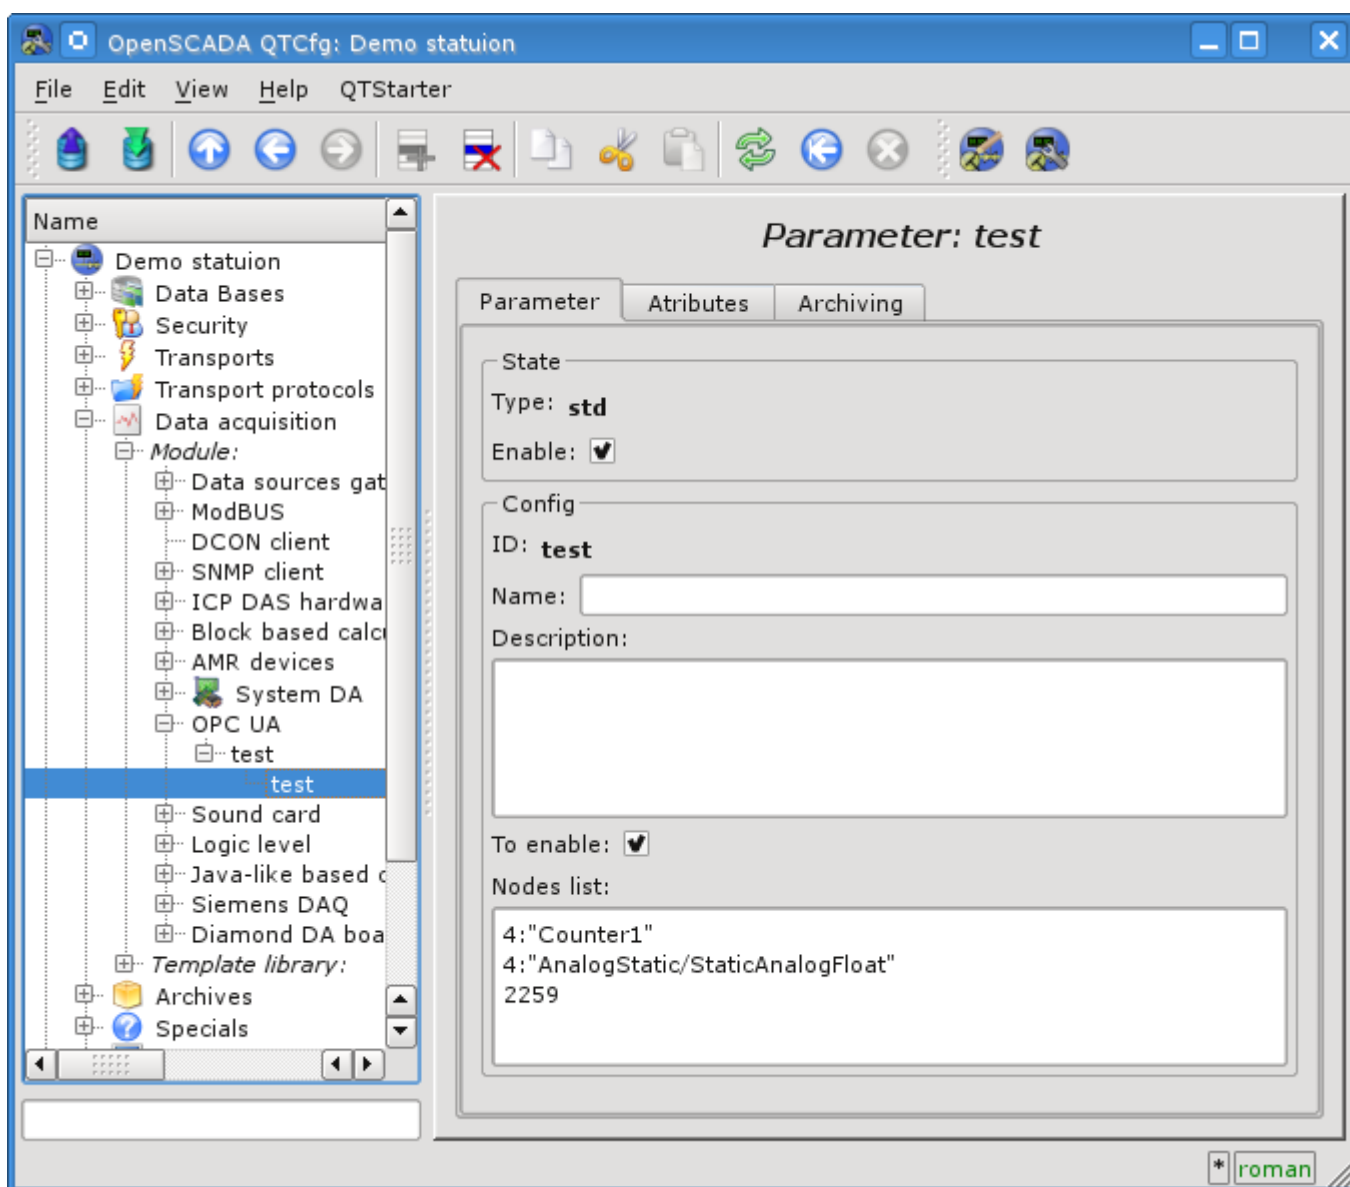 OpenSCADA QTCfg: Demo statuion
File Edit View Help QTStarter
Name
Demo statuion
Data Bases
Security
Transports
Transport protocols
Data acquisition
Module:
Data sources gat
ModBUS
DCON client
SNMP client
ICP DAS hardwa
Block based calc
AMR devices
System DA
OPC UA
test
test
Sound card
Logic level
Java-like based
Siemens DAQ
Diamond DA boa
Template library:
Archives
Specials
Parameter: test
Parameter Atributes Archiving
State
Type: std
Enable:
Config
ID: test
Name:
Description:
To enable:
Nodes list:
4:"Counter1"
4:"AnalogStatic/StaticAnalogFloat"
2259
* roman